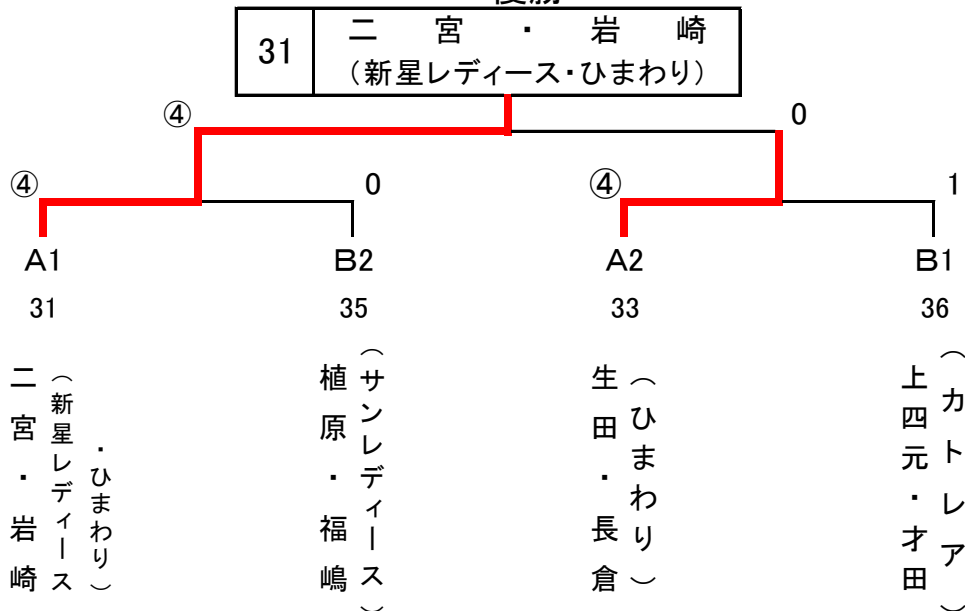 優勝
31
二宮・岩崎
（新星レディース・ひまわり）
④
0
④
0
④
1
A1
B2
A2
B1
31
35
33
36
二宮・岩崎
（新星レディース
・ひまわり）
植原・福嶋
（サンレディース）
生田・長倉
（ひまわり）
上四元・才田
（カトレア）